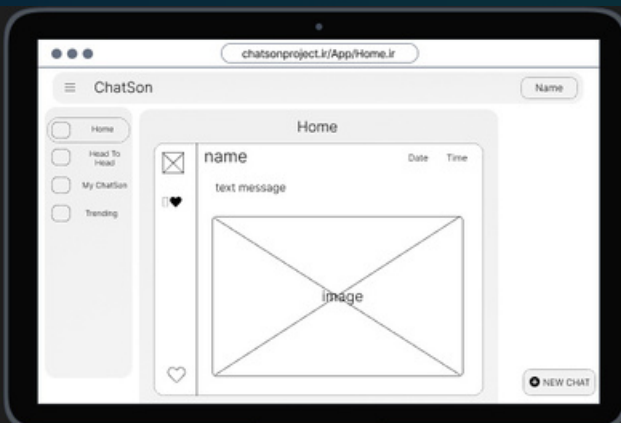 chatsonproject.ir/App/Home.ir
ChatSon
Name
Home
Head To
Head
My ChatSon
Trending
Home
name
Date
Time
text message
image
NEW CHAT